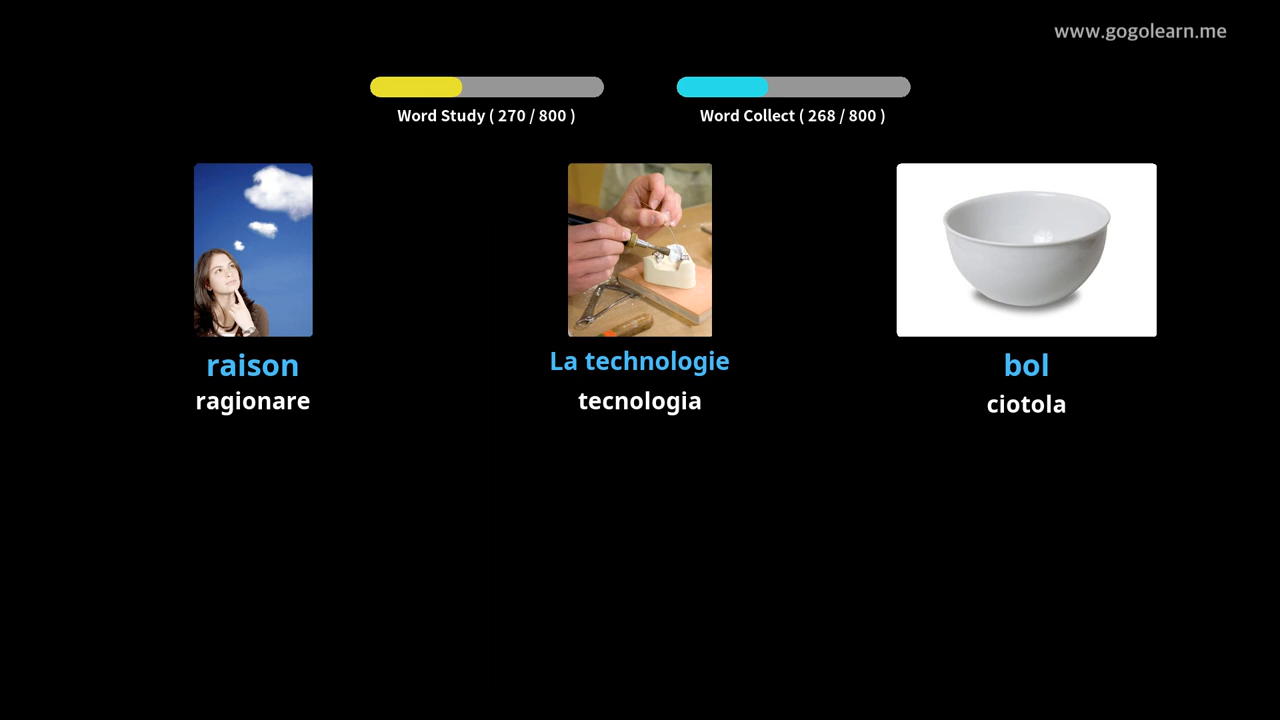 www.gogolearn.me
Word Study ( 270 / 800 )
Word Collect ( 268 / 800 )
raison
ragionare
La technologie
tecnologia
bol
ciotola